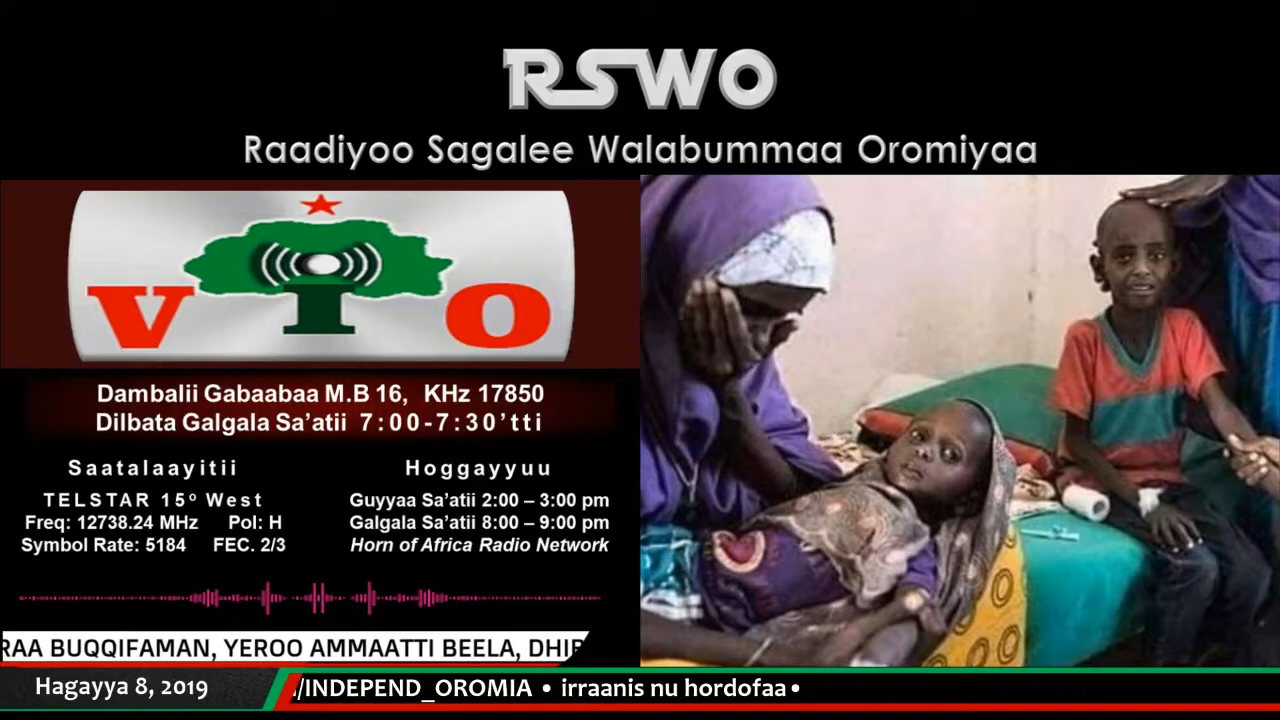 RSWO
Raadiyoo Sagalee Walabummaa Oromiyaa
V I O
Dambalii Gabaabaa M.B 16, KHz 17850
Dilbata Galgala Sa’atii 7:00-7:30’tti
Saatalaayitii
TELSTAR 15º West
Freq: 12738.24 MHz Pol: H
Symbol Rate: 5184 FEC. 2/3
Hoggayyuu
Guyyaa Sa’atii 2:00 – 3:00 pm
Galgala Sa’atii 8:00 – 9:00 pm
Horn of Africa Radio Network
RAA BUQQIFAMAN, YEROO AMMAATTI BEELA,
Hagayya 8, 2019
/INDEPEND_OROMIA • irraanis nu hordofaa •